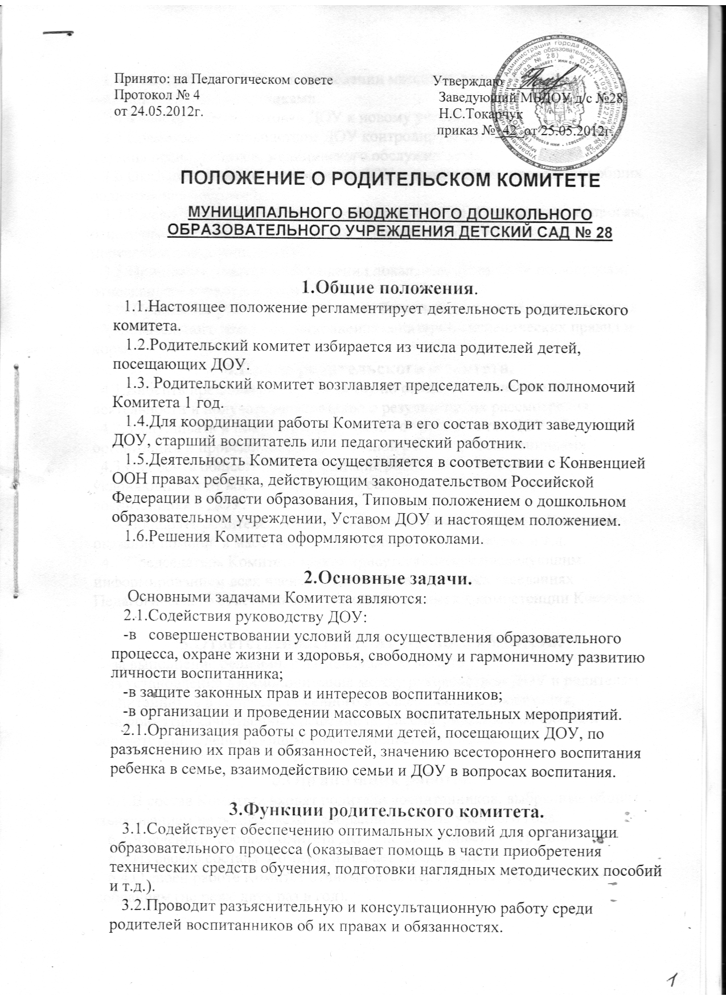 Принято: на Педагогическом совете
Протокол № 4
от 24.05.2012г.
Утверждаю
Заведующий МБДОУ д/с №28
Н.С.Токарчук
приказ №_42_от 25.05.2012г.
ПОЛОЖЕНИЕ О РОДИТЕЛЬСКОМ КОМИТЕТЕ
МУНИЦИПАЛЬНОГО БЮДЖЕТНОГО ДОШКОЛЬНОГО
ОБРАЗОВАТЕЛЬНОГО УЧРЕЖДЕНИЯ ДЕТСКИЙ САД № 28
1.Общие положения.
1.1.Настоящее положение регламентирует деятельность родительского
комитета.
1.2.Родительский комитет избирается из числа родителей детей,
посещающих ДОУ.
1.3. Родительский комитет возглавляет председатель. Срок полномочий
Комитета 1 год.
1.4.Для координации работы Комитета в его состав входит заведующий
ДОУ, старший воспитатель или педагогический работник.
1.5.Деятельность Комитета осуществляется в соответствии с Конвенцией
ООН правах ребенка, действующим законодательством Российской
Федерации в области образования, Типовым положением о дошкольном
образовательном учреждении, Уставом ДОУ и настоящем положением.
1.6.Решения Комитета оформляются протоколами.
2.Основные задачи.
Основными задачами Комитета являются:
2.1.Содействия руководству ДОУ:
-в совершенствовании условий для осуществления образовательного
процесса, охране жизни и здоровья, свободному и гармоничному развитию
личности воспитанника;
-в защите законных прав и интересов воспитанников;
-в организации и проведении массовых воспитательных мероприятий.
2.1.Организация работы с родителями детей, посещающих ДОУ, по
разъяснению их прав и обязанностей, значению всестороннего воспитания
ребенка в семье, взаимодействию семьи и ДОУ в вопросах воспитания.
3.Функции родительского комитета.
3.1.Содействует обеспечению оптимальных условий для организации
образовательного процесса (оказывает помощь в части приобретения
технических средств обучения, подготовки наглядных методических пособий
и т.д.).
3.2.Проводит разъяснительную и консультационную работу среди
родителей воспитанников об их правах и обязанностях.
1